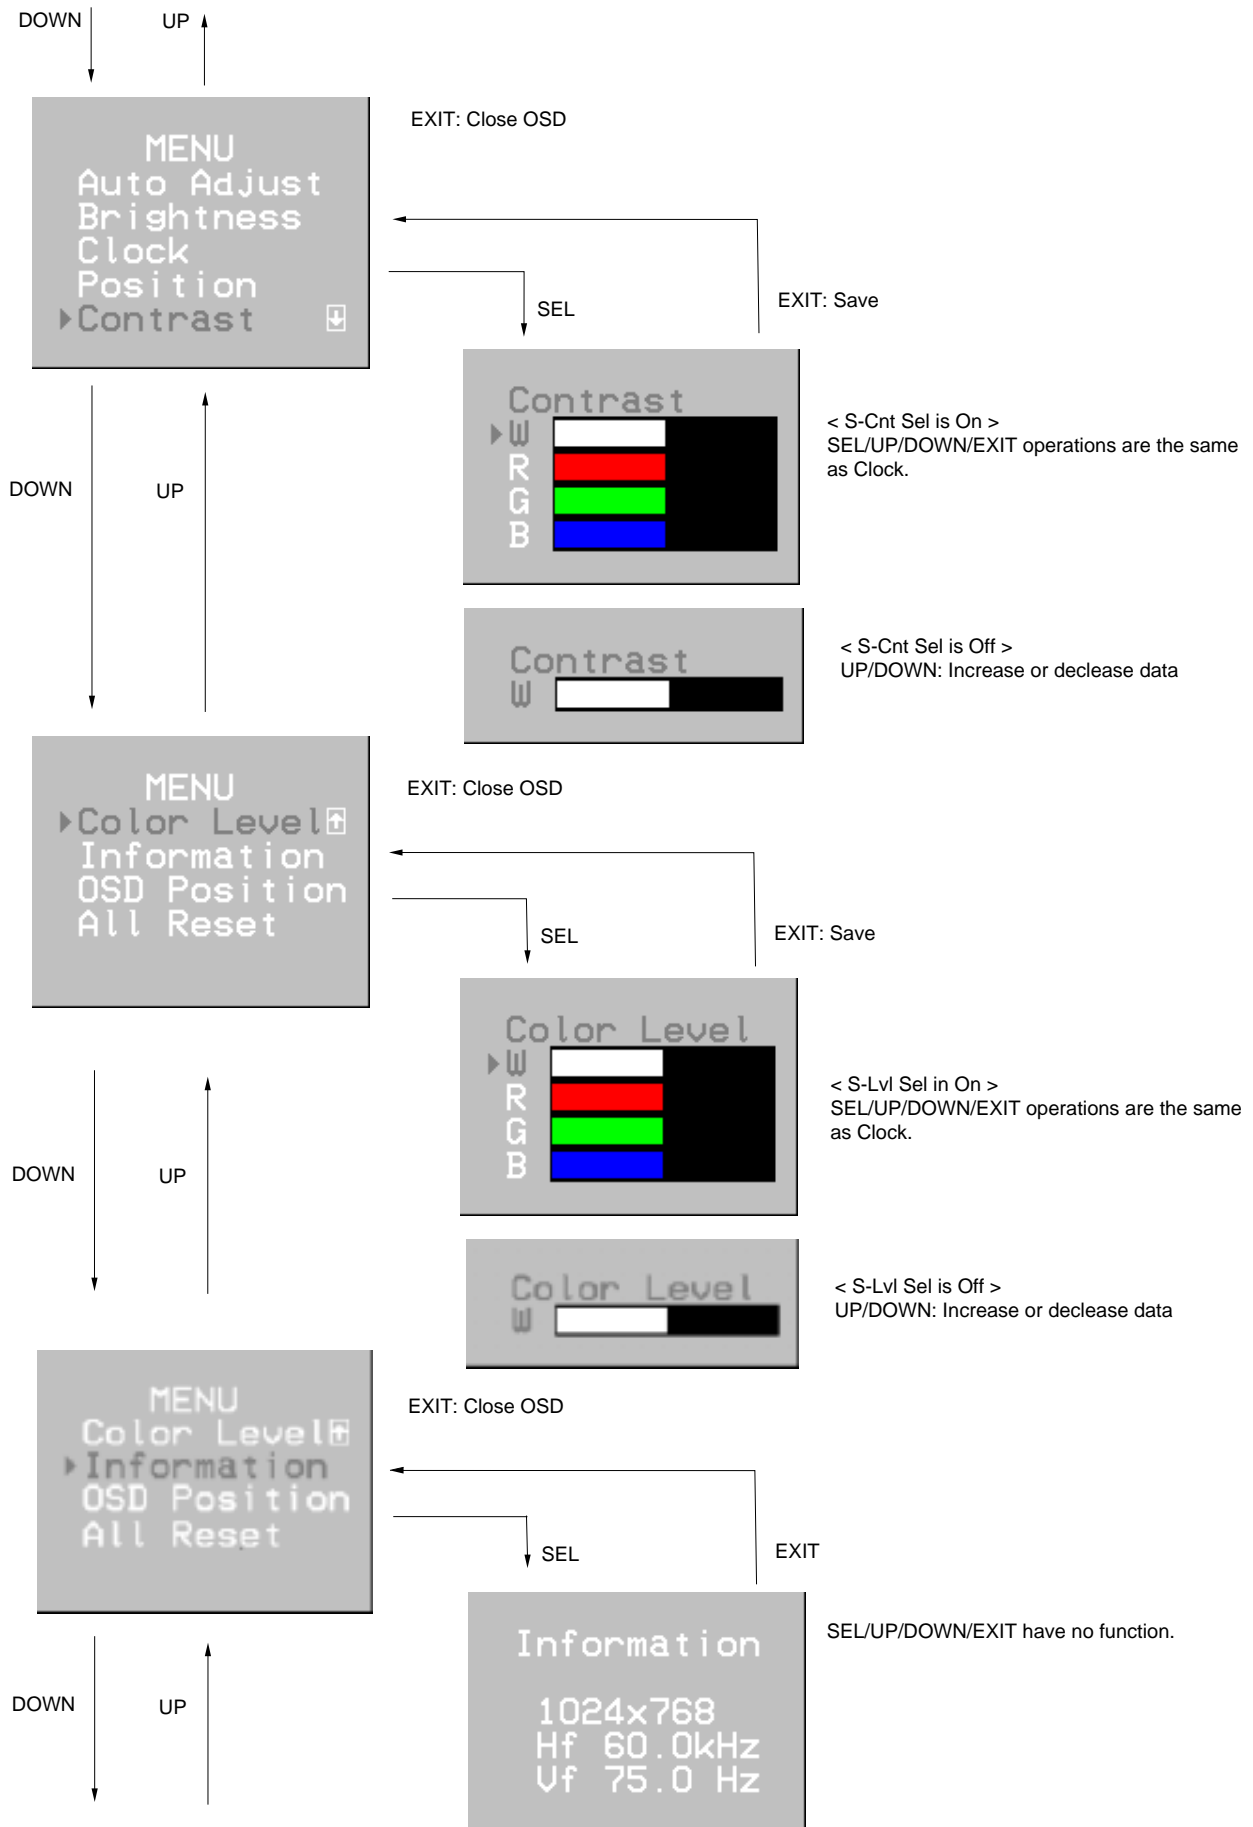 DOWN
UP
EXIT: Close OSD
MENU
Auto Adjust
Brightness
Clock
Position
Contrast
SEL
EXIT: Save
Contrast
W
R
G
B
< S-Cnt Sel is On >
SEL/UP/DOWN/EXIT operations are the same
as Clock.
DOWN
UP
Contrast
W
< S-Cnt Sel is Off >
UP/DOWN: Increase or declease data
MENU
Color Level
Information
OSD Position
All Reset
EXIT: Close OSD
SEL
EXIT: Save
Color Level
W
R
G
B
< S-Lvl Sel in On >
SEL/UP/DOWN/EXIT operations are the same
as Clock.
DOWN
UP
Color Level
W
< S-Lvl Sel is Off >
UP/DOWN: Increase or declease data
MENU
Color Level
Information
OSD Position
All Reset
EXIT: Close OSD
SEL
EXIT
Information
1024x768
Hf 60.0kHz
Vf 75.0 Hz
SEL/UP/DOWN/EXIT have no function.
DOWN
UP